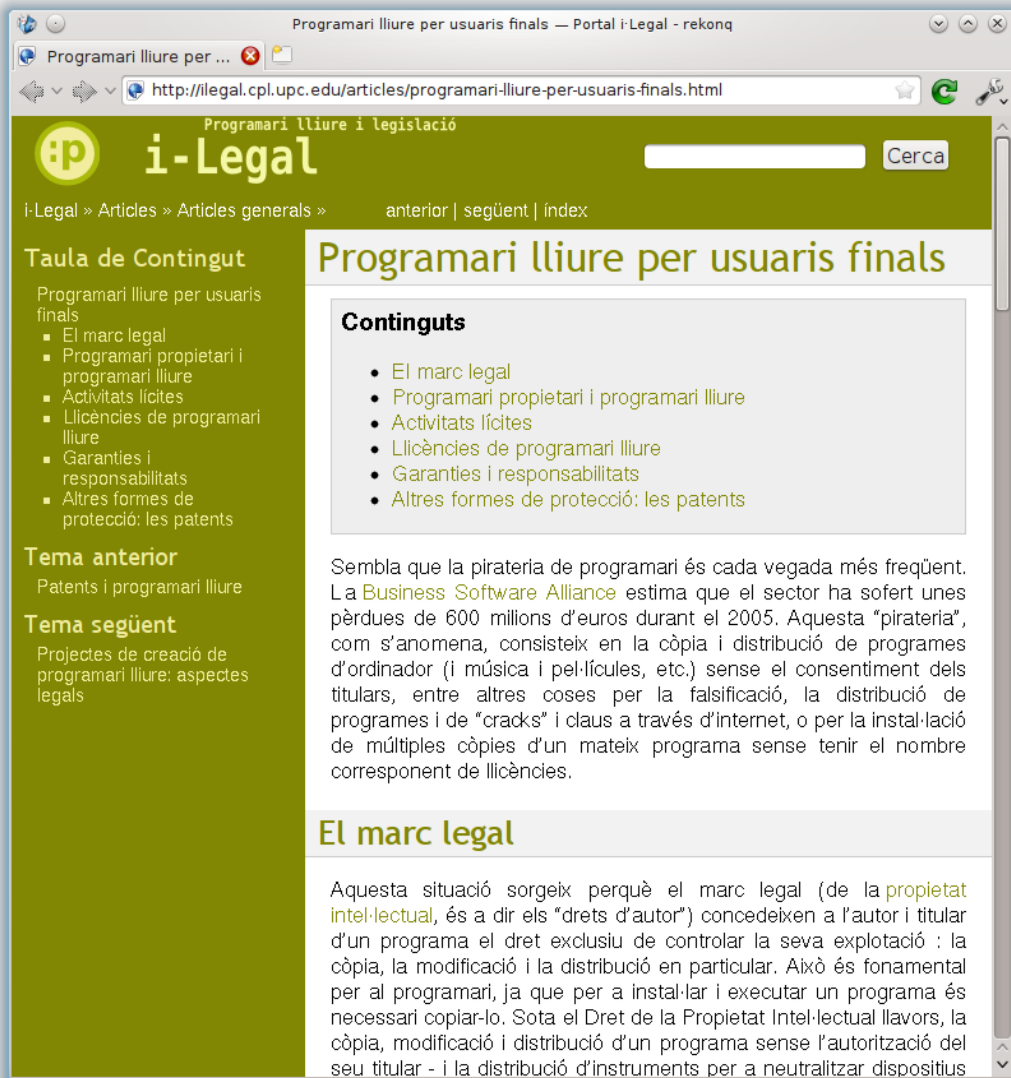 Programari lliure per usuaris finals — Portal i·Legal - rekonq
Programari lliure per ...
http://ilegal.cpl.upc.edu/articles/programari-lliure-per-usuaris-finals.html
:p
Programari lliure i legislació
i-Legal
Cerca
i·Legal » Articles » Articles generals » anterior | següent | índex
Taula de Contingut
Programari lliure per usuaris
finals
El marc legal
Programari propietari i
programari lliure
Activitats lícites
Llicències de programari
lliure
Garanties i
responsabilitats
Altres formes de
protecció: les patents
Tema anterior
Patents i programari lliure
Tema següent
Projectes de creació de
programari lliure: aspectes
legals
Programari lliure per usuaris finals
Continguts
El marc legal
Programari propietari i programari lliure
Activitats lícites
Llicències de programari lliure
Garanties i responsabilitats
Altres formes de protecció: les patents
Sembla que la pirateria de programari és cada vegada més freqüent.
La Business Software Alliance estima que el sector ha sofert unes
pèrdues de 600 milions d'euros durant el 2005. Aquesta "pirateria",
com s'anomena, consisteix en la còpia i distribució de programes
d'ordinador (i música i pel·lícules, etc.) sense el consentiment dels
titulars, entre altres coses per la falsificació, la distribució de
programes i de "cracks" i claus a través d'internet, o per la instal·lació
de múltiples còpies d'un mateix programa sense tenir el nombre
corresponent de llicències.
El marc legal
Aquesta situació sorgeix perquè el marc legal (de la propietat
intel·lectual, és a dir els "drets d'autor") concedeixen a l'autor i titular
d'un programa el dret exclusiu de controlar la seva explotació : la
còpia, la modificació i la distribució en particular. Això és fonamental
per al programari, ja que per a instal·lar i executar un programa és
necessari copiar-lo. Sota el Dret de la Propietat Intel·lectual llavors, la
còpia, modificació i distribució d'un programa sense l'autorització del
seu titular - i la distribució d'instruments per a neutralitzar dispositius